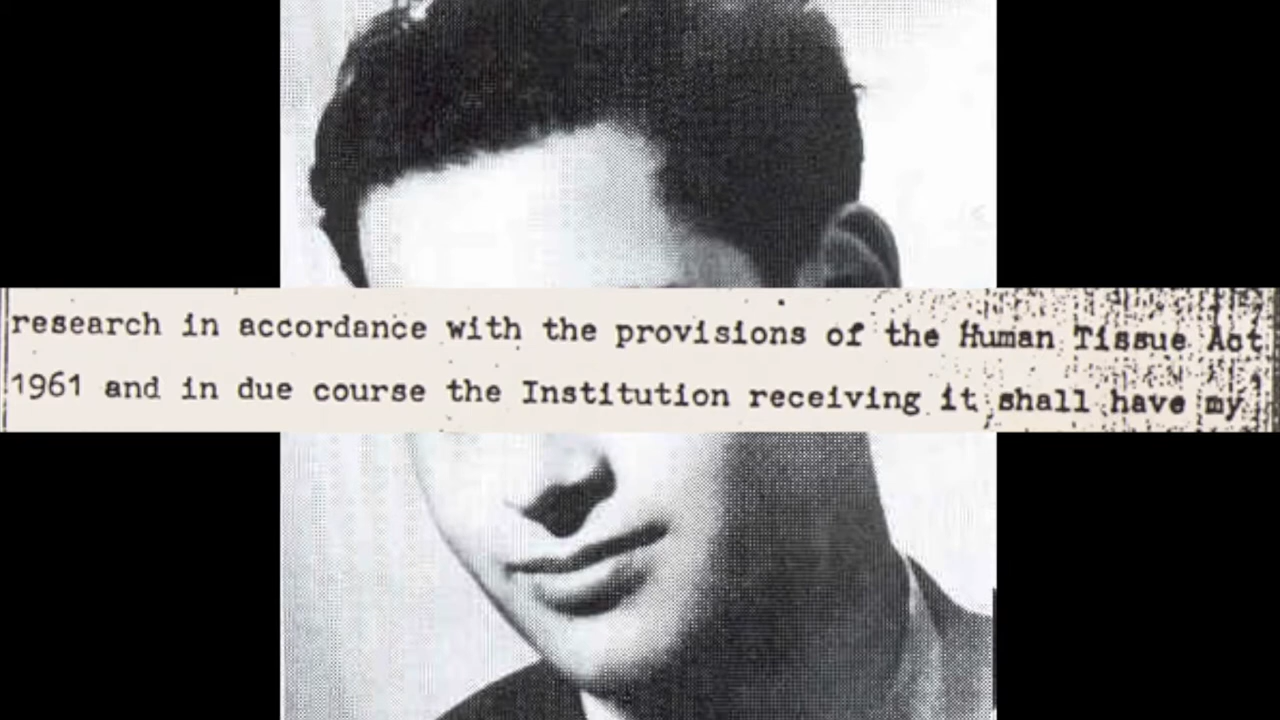 research in accordance with the provisions of the Human Tissue Act
1961 and in due course the Institution receiving it shall have my